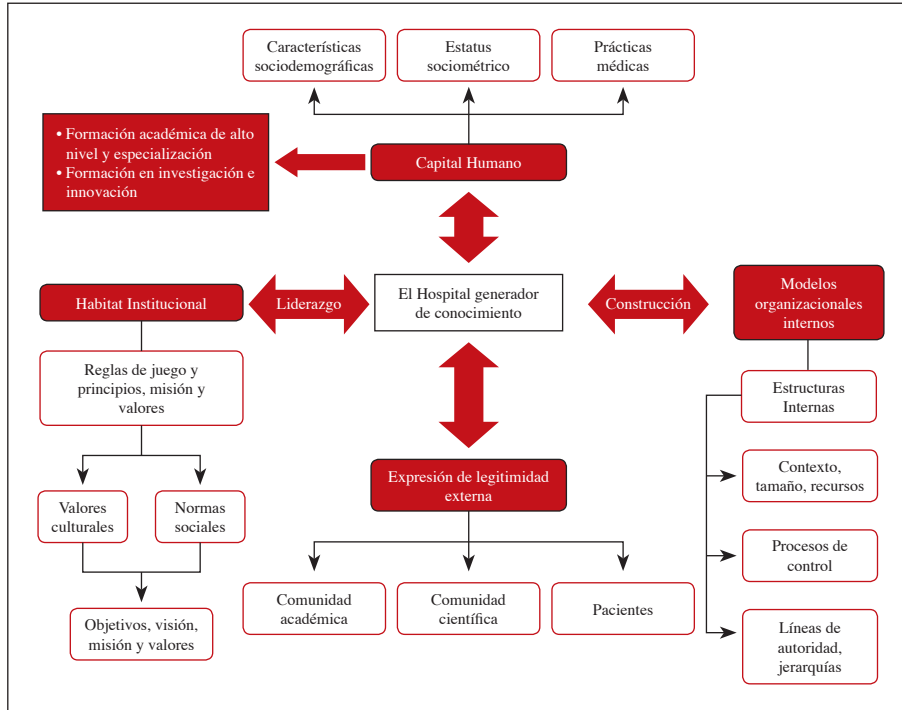 Características
sociodemográficas
Estatus
sociométrico
Prácticas
médicas
• Formación académica de alto
nivel y especialización
• Formación en investigación e
innovación
Capital Humano
Habitat Institucional
Liderazgo
El Hospital generador
de conocimiento
Construcción
Modelos
organizacionales
internos
Reglas de juego y
principios, misión y
valores
Estructuras
Internas
Valores
culturales
Normas
sociales
Objetivos, visión,
misión y valores
Expresión de legitimidad
externa
Comunidad
académica
Comunidad
científica
Pacientes
Contexto,
tamaño, recursos
Procesos de
control
Líneas de
autoridad,
jerarquías